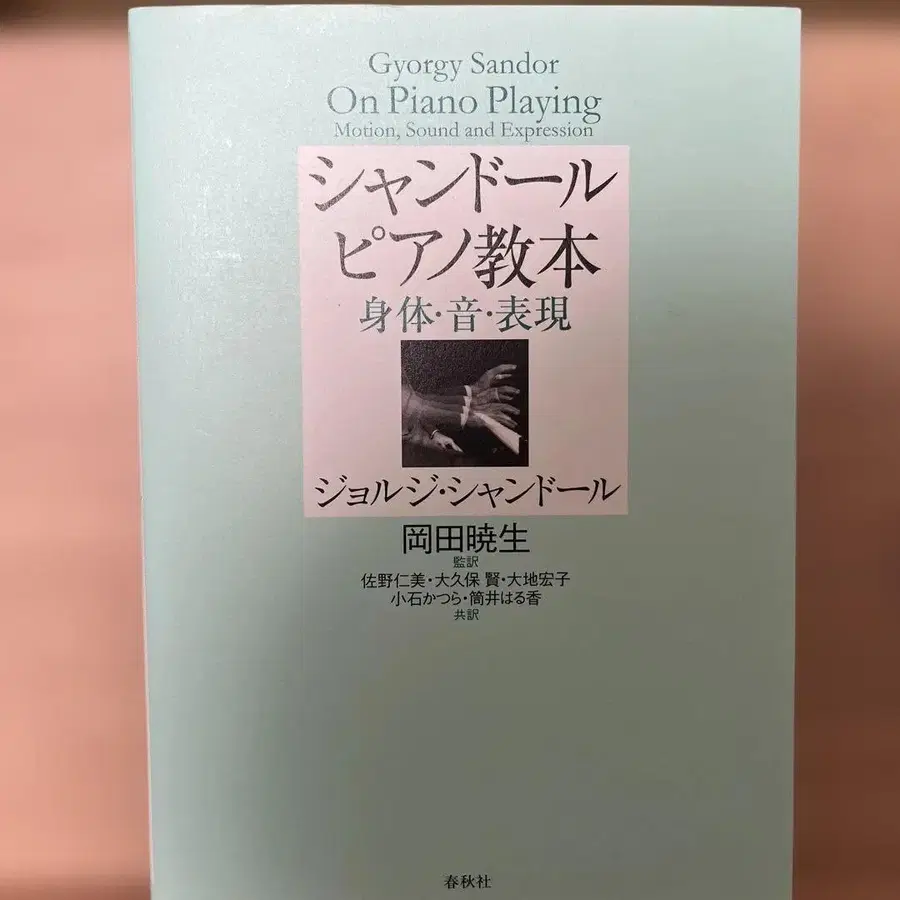 Gyorgy Sandor
On Piano Playing
Motion, Sound and Expression
シャンドール
ピアノ教本
身体・音・表現
ジョルジ・シャンドール
岡田暁生
監訳
佐野仁美・大久保 賢・大地宏子
小石かつら・筒井はる香
共訳
春秋社